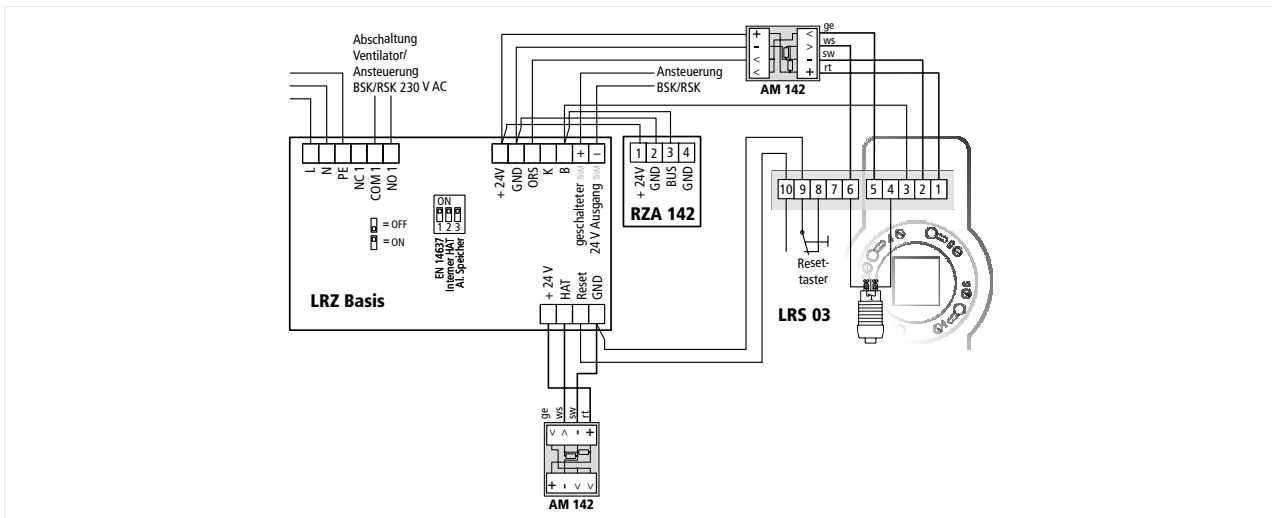 Abschaltung
Ventilator/
Ansteuerung
BSK/RSK 230 V AC
Ansteuerung
BSK/RSK
+
-
<
<
<
>
-
+
ge
ws
sw
rt
AM 142
L
N
PE
NC 1
COM 1
NO 1
+ 24V
GND
ORS
K
B
+
–
geschalteter THM
24 V Ausgang THM
1 2 3 4
+ 24V
GND
BUS
GND
RZA 142
10 9 8 7 6 5 4 3 2 1
Reset-
taster
LRS 03
ON
1 2 3
= OFF
= ON
EN 14637
Interner HAT
Al. Speicher
LRZ Basis
+ 24 V
HAT
Reset
GND
ge
ws
sw
rt
< > - +
+ - < <
AM 142